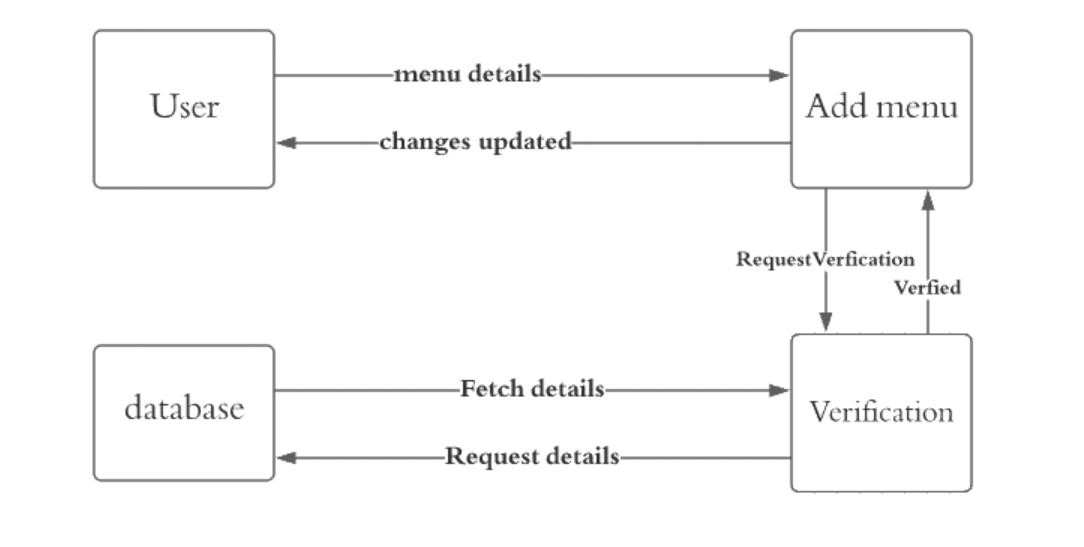 User
menu details
Add menu
changes updated
RequestVerfication
Verfied
database
Fetch details
Verification
Request details